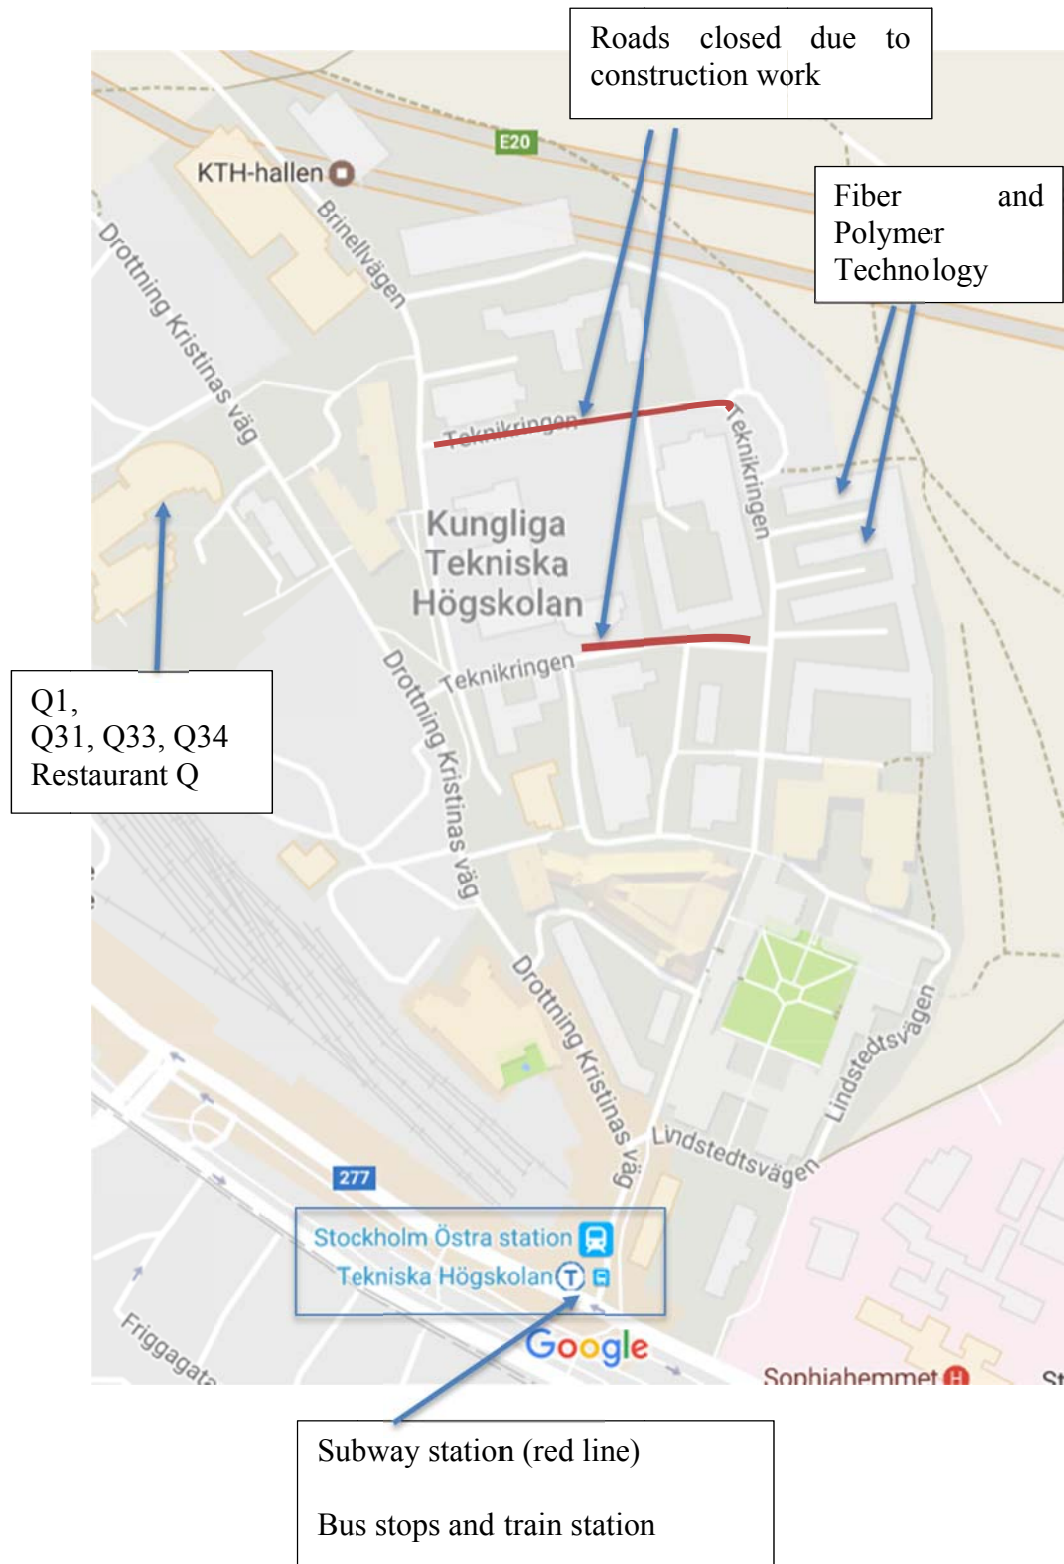 Roads closed due to
construction work
E20
KTH-hallen
Fiber and
Polymer
Technology
Brinellvägen
Drottning Kristinas väg
Teknikringen
Teknikringen
Kungliga
Tekniska
Högskolan
Q1,
Q31, Q33, Q34
Restaurant Q
Teknikringen
Drottning Kristinas väg
Drottning Kristinas väg
Lindstedtsvägen
Lindstedtsvägen
277
Stockholm Östra station
Tekniska Högskolan T
Google
Friggagata
Sophiahemmet H
St
Subway station (red line)
Bus stops and train station